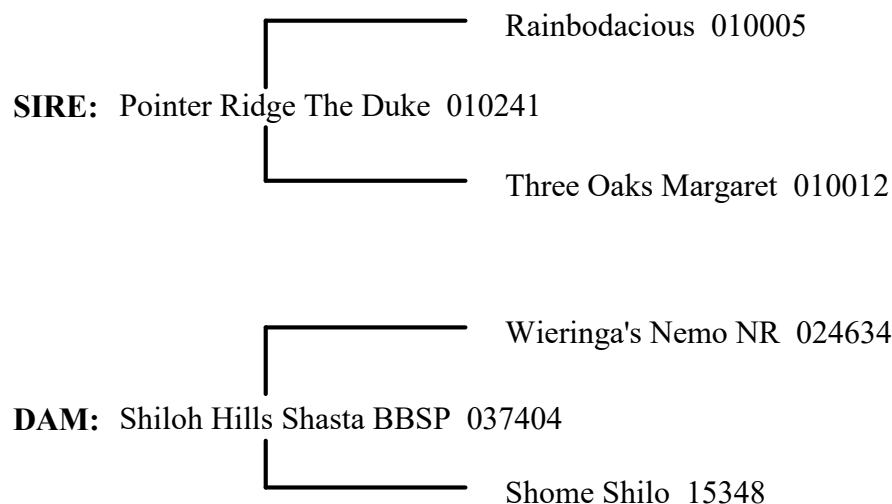 Rainbodacious 010005
SIRE: Pointer Ridge The Duke 010241
Three Oaks Margaret 010012
Wieringa's Nemo NR 024634
DAM: Shiloh Hills Shasta BBSP 037404
Shome Shilo 15348